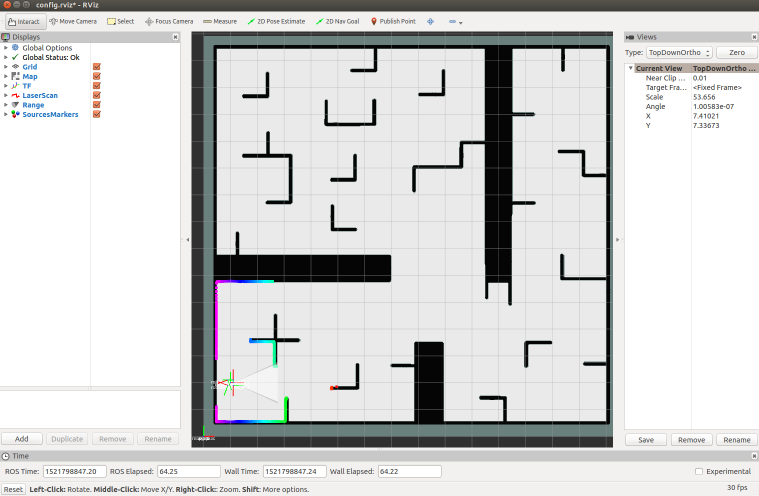 config.rviz* - RViz
Interact Move Camera Select Focus Camera Measure 2D Pose Estimate 2D Nav Goal Publish Point
Displays
Global Options
Global Status: Ok
Grid
Map
TF
LaserScan
Range
SourcesMarkers
Add Duplicate Remove Rename
Views
Type: TopDownOrtho Zero
Current View TopDownOrtho ...
Near Clip ... 0.01
Target Fra... <Fixed Frame>
Scale 53.656
Angle 1.00583e-07
X 7.41021
Y 7.33673
Save Remove Rename
Time
ROS Time: 1521798847.20 ROS Elapsed: 64.25 Wall Time: 1521798847.24 Wall Elapsed: 64.22 Experimental
Reset Left-Click: Rotate. Middle-Click: Move X/Y. Right-Click: Zoom. Shift: More options. 30 fps